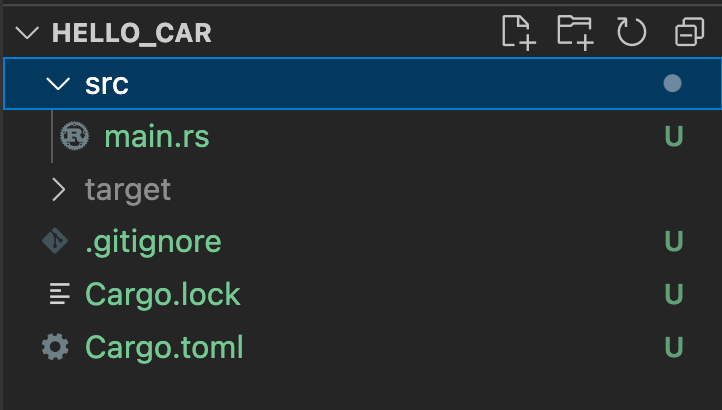 HELLO_CAR
src
main.rs U
target
.gitignore U
Cargo.lock U
Cargo.toml U